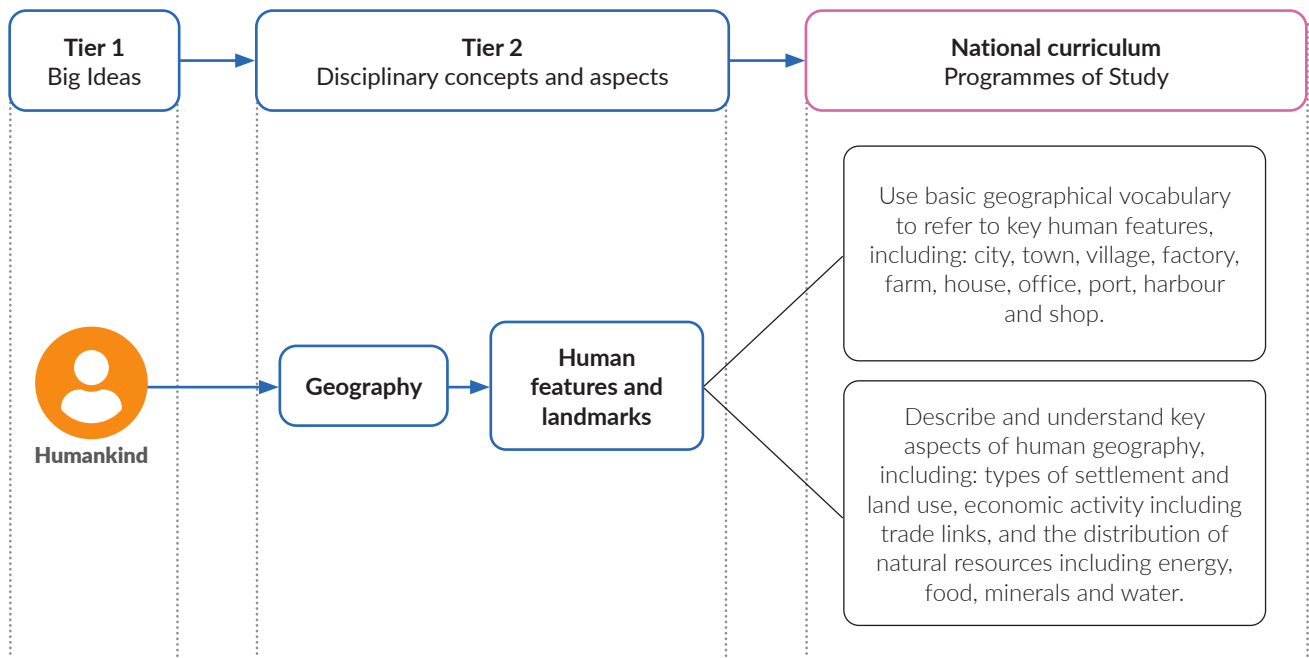 Tier 1
Big Ideas
Tier 2
Disciplinary concepts and aspects
National curriculum
Programmes of Study
Humankind
Geography
Human
features and
landmarks
Use basic geographical vocabulary
to refer to key human features,
including: city, town, village, factory,
farm, house, office, port, harbour
and shop.
Describe and understand key
aspects of human geography,
including: types of settlement and
land use, economic activity including
trade links, and the distribution of
natural resources including energy,
food, minerals and water.